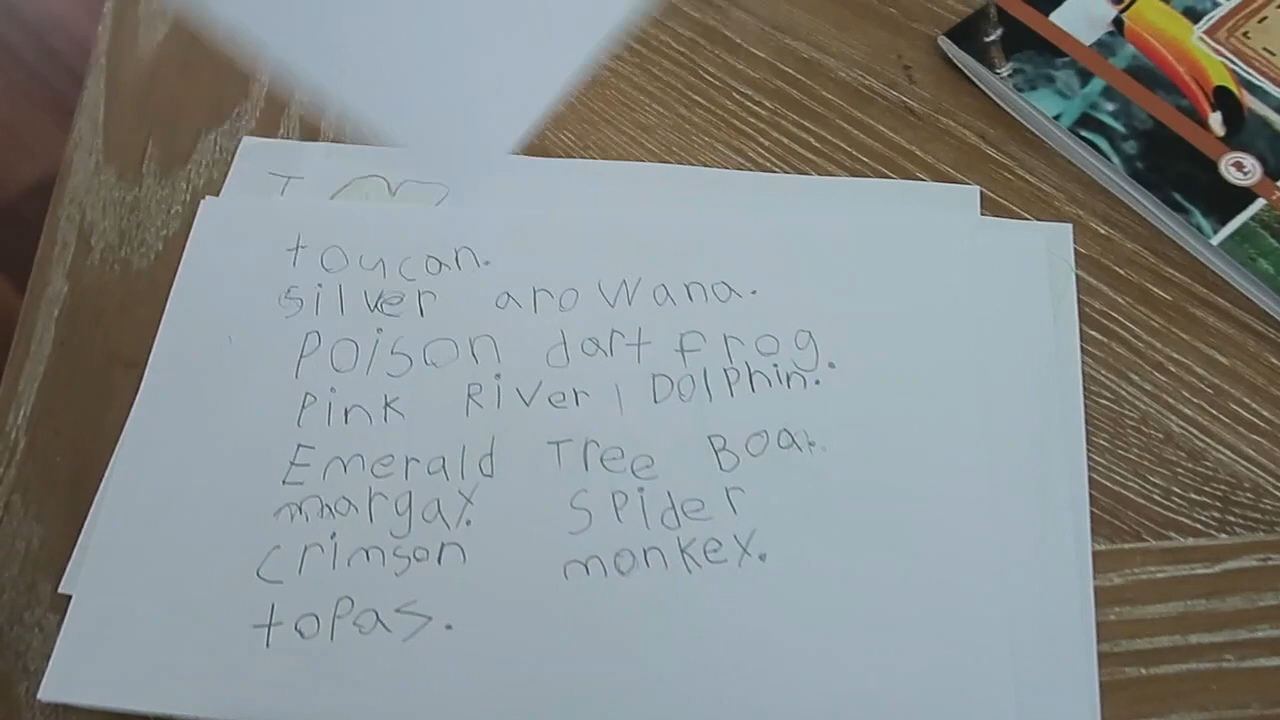 T
toucan.
silver arowana.
Poison dart frog.
Pink River | DOlPhin.
Emerald Tree Boa.
margay. SPider
crimson monkey.
toPas.